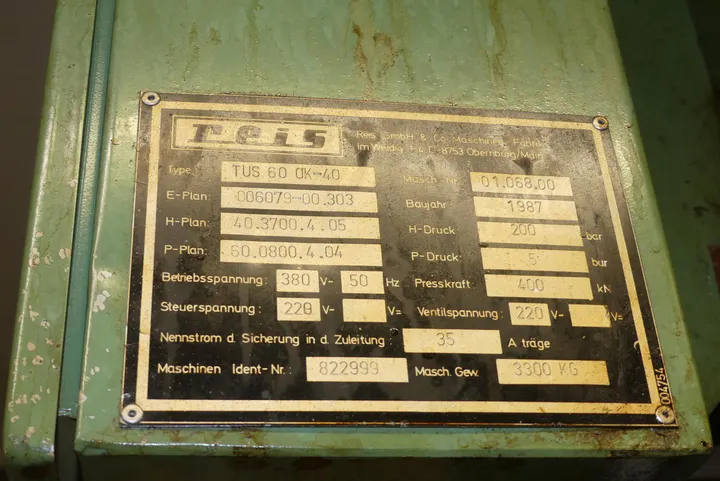 reis
Reis GmbH & Co Maschinenfabrik
Im Weidig 1-4 D-8753 Obernburg/Main
Type: TUS 60 OK-40 Masch.-Nr. 01.068.00
E-Plan: 006079-00.303 Baujahr 1987
H-Plan: 40.3700.4.05 H-Druck 200 bar
P-Plan: 60.0800.4.04 P-Druck: 5 bar
Betriebsspannung: 380 V~ 50 Hz Presskraft 400 kN
Steuerspannung: 220 V~ V= Ventilspannung: 220 V~ V=
Nennstrom d. Sicherung in d. Zuleitung: 35 A träge
Maschinen Ident-Nr.: 822999 Masch. Gew. 3300 KG
004754